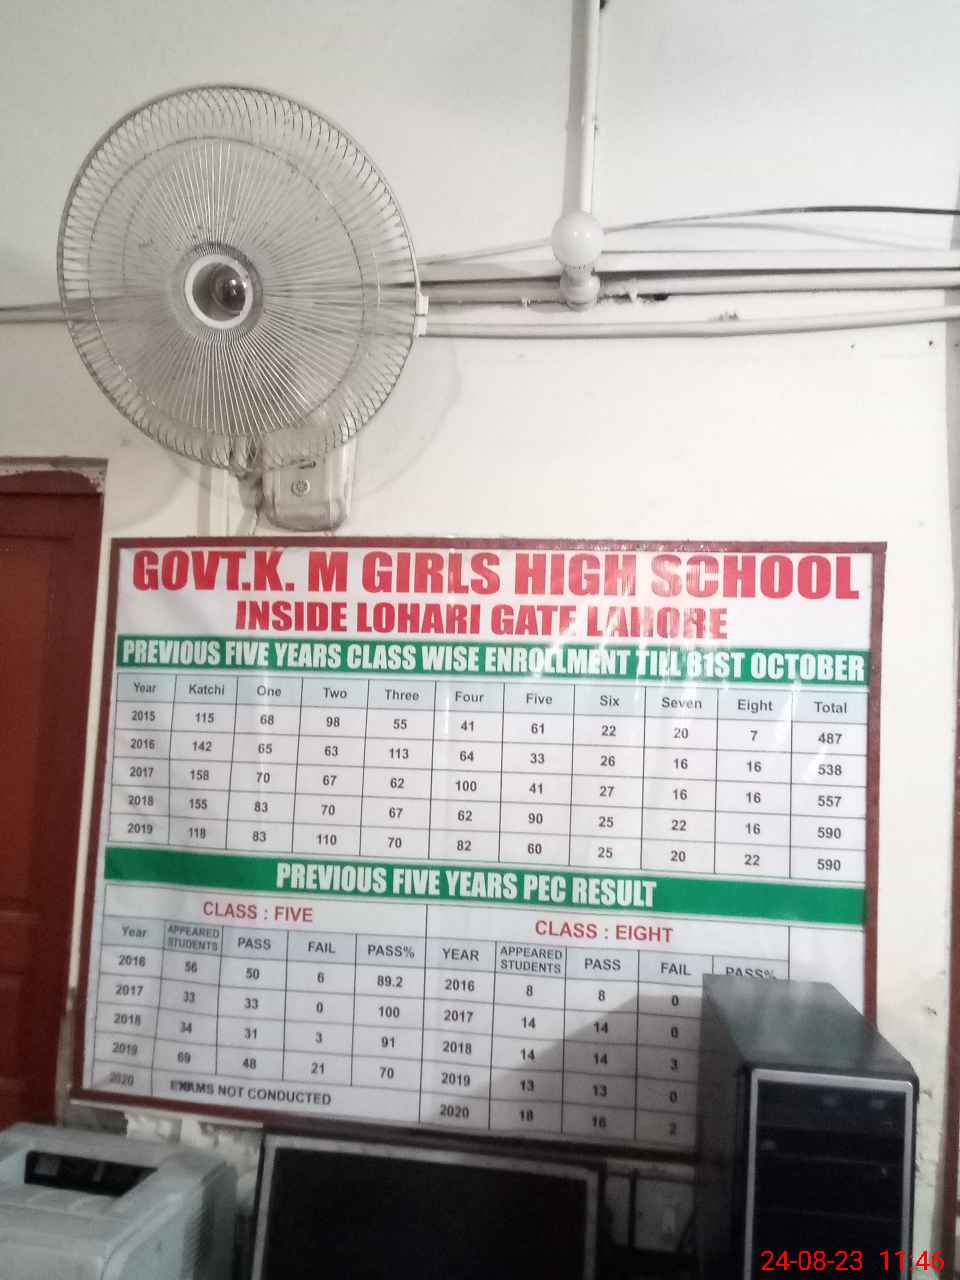 GOVT.K. M GIRLS HIGH SCHOOL
INSIDE LOHARI GATE LAHORE
PREVIOUS FIVE YEARS CLASS WISE ENROLLMENT TILL 81ST OCTOBER
Year Katchi One Two Three Four Five Six Seven Eight Total
2015 115 68 98 55 41 61 22 20 7 487
2016 142 65 63 113 64 33 26 16 16 538
2017 158 70 67 62 100 41 27 16 16 557
2018 155 83 70 67 62 90 25 22 16 590
2019 118 83 110 70 82 60 25 20 22 590
PREVIOUS FIVE YEARS PEC RESULT
CLASS : FIVE
Year APPEARED STUDENTS PASS FAIL PASS%
2016 56 50 6 89.2
2017 33 33 0 100
2018 34 31 3 91
2019 69 48 21 70
2020 EXAMS NOT CONDUCTED
CLASS : EIGHT
YEAR APPEARED STUDENTS PASS FAIL PASS%
2016 8 8 0
2017 14 14 0
2018 14 14 3
2019 13 13 0
2020 18 16 2
24-08-23 11:46